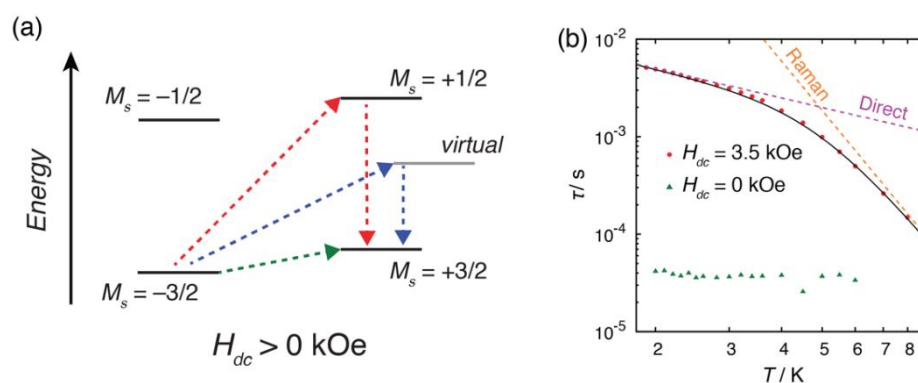 (a)
Energy
M_s = −1/2
M_s = +1/2
virtual
M_s = −3/2
M_s = +3/2
H_dc > 0 kOe
(b)
10^-2
10^-3
10^-4
10^-5
τ/ s
Raman
Direct
H_dc = 3.5 kOe
H_dc = 0 kOe
2 3 4 5 6 7 8
T / K